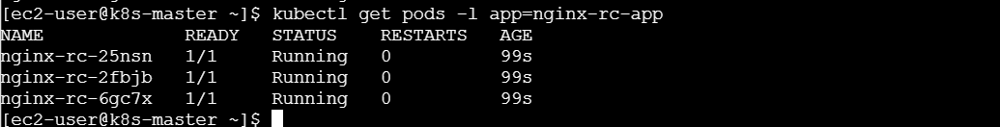 [ec2-user@k8s-master ~]$ kubectl get pods -l app=nginx-rc-app
NAME             READY   STATUS    RESTARTS   AGE
nginx-rc-25nsn   1/1     Running   0          99s
nginx-rc-2fbjb   1/1     Running   0          99s
nginx-rc-6gc7x   1/1     Running   0          99s
[ec2-user@k8s-master ~]$